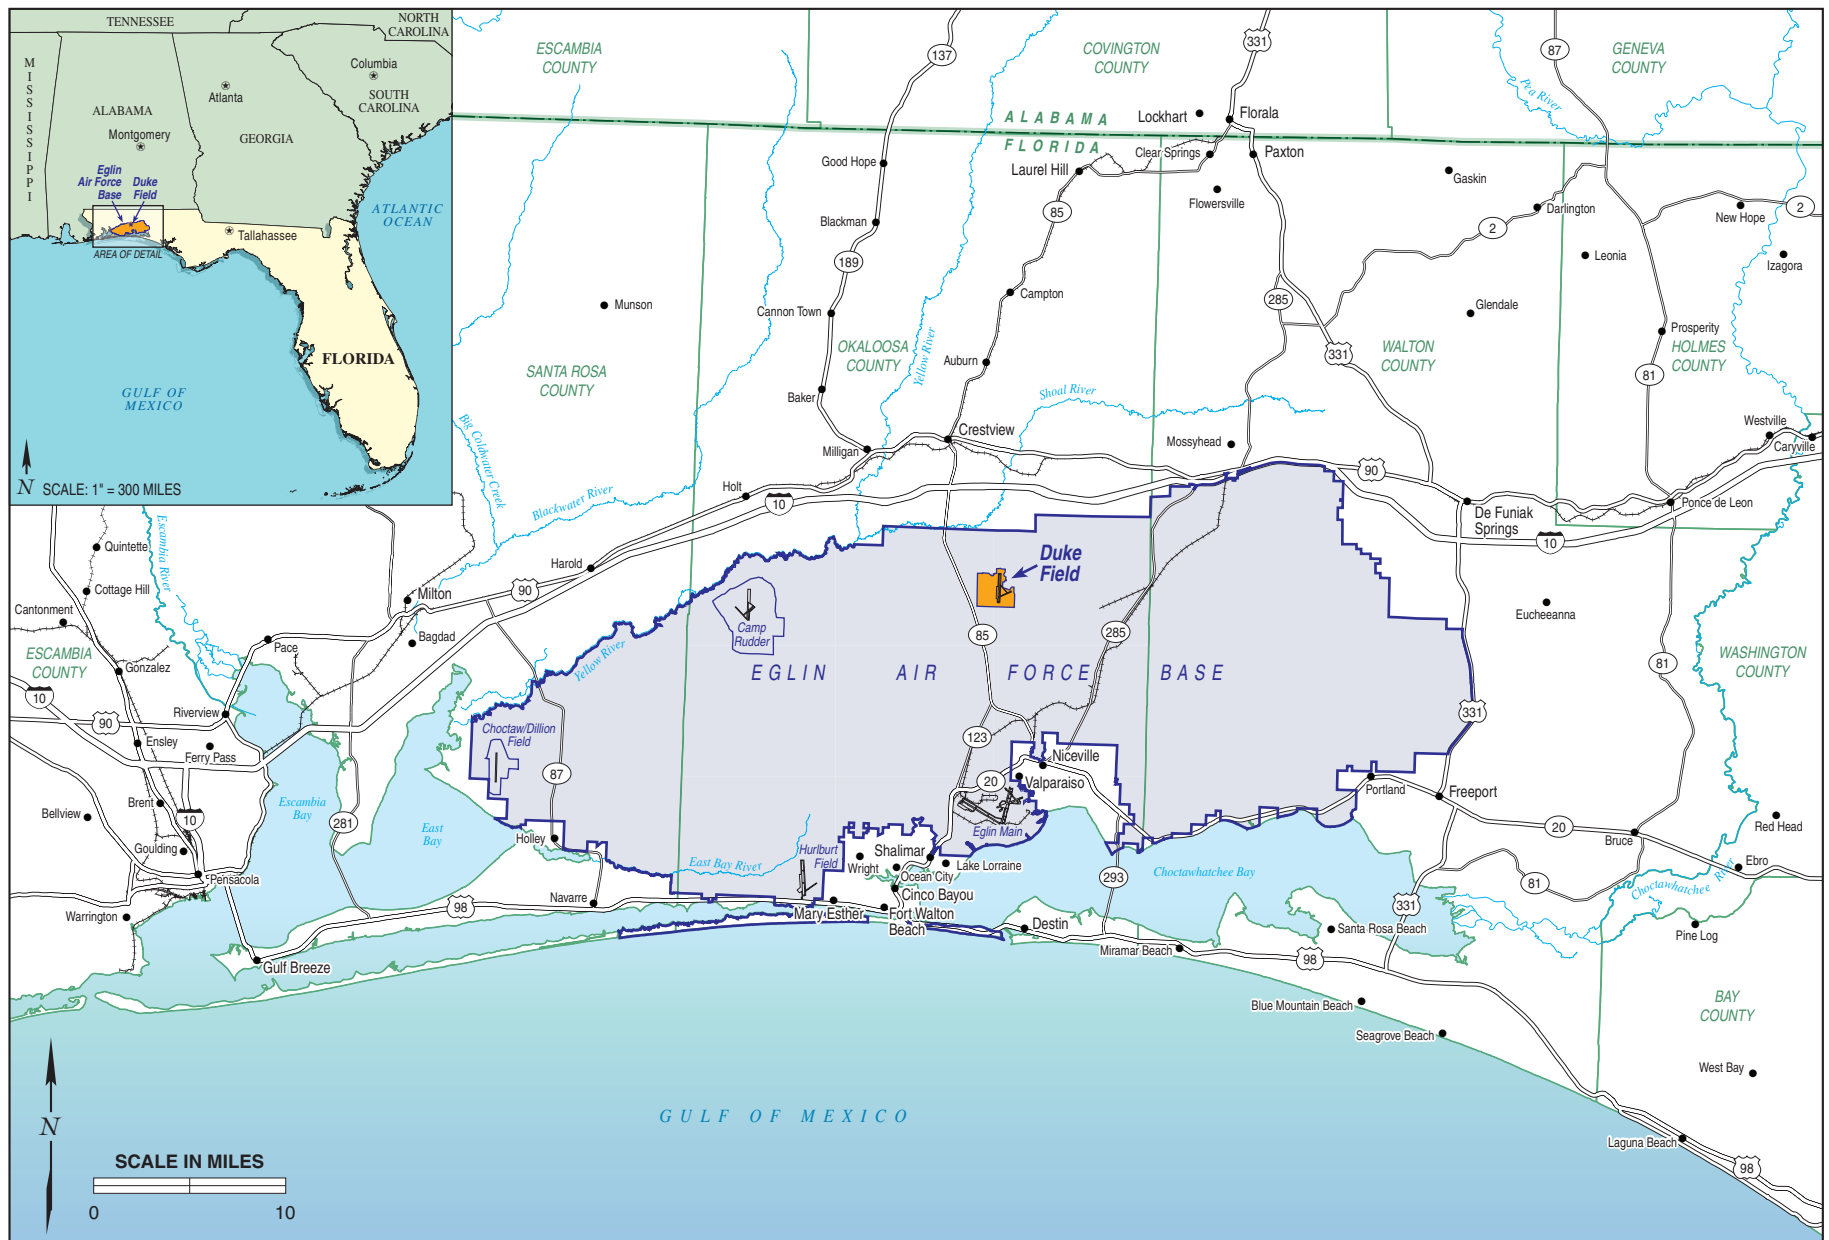 TENNESSEE
NORTH
CAROLINA
MISSISSIPPI
Columbia
SOUTH
CAROLINA
Atlanta
ALABAMA
Montgomery
GEORGIA
Eglin
Air Force
Base
Duke
Field
ATLANTIC
OCEAN
Tallahassee
AREA OF DETAIL
FLORIDA
GULF OF
MEXICO
N
SCALE: 1" = 300 MILES
ESCAMBIA
COUNTY
137
COVINGTON
COUNTY
331
87
GENEVA
COUNTY
Pea River
Lockhart
Florala
ALABAMA
FLORIDA
Good Hope
Laurel Hill
Clear Springs
Paxton
Gaskin
Flowersville
85
Blackman
Darlington
2
New Hope
2
189
Leonia
Izagora
Munson
Campton
285
Glendale
Cannon Town
Prosperity
OKALOOSA
COUNTY
Yellow River
331
WALTON
COUNTY
HOLMES
COUNTY
Auburn
SANTA ROSA
COUNTY
81
Baker
Shoal River
Big Coldwater Creek
Crestview
Mossyhead
Westville
Caryville
Milligan
90
Holt
10
Blackwater River
Ponce de Leon
De Funiak
Springs
10
Escambia River
Quintette
Harold
Duke
Field
Cottage Hill
90
Milton
Cantonment
Eucheeanna
Camp
Rudder
Bagdad
Pace
85
285
ESCAMBIA
COUNTY
Gonzalez
Yellow River
EGLIN AIR FORCE BASE
81
WASHINGTON
COUNTY
10
Riverview
90
331
Ensley
Ferry Pass
Choctaw/Dillion
Field
123
Niceville
87
20
Valparaiso
Portland
Freeport
Brent
Escambia
Bay
Bellview
10
281
East
Bay
Eglin Main
20
Red Head
Holley
Bruce
Goulding
Hurlburt
Field
Shalimar
East Bay River
Wright
Lake Lorraine
Ebro
Ocean City
293
Choctawhatchee Bay
Pensacola
Cinco Bayou
81
Choctawhatchee River
Navarre
98
331
Warrington
Mary Esther
Fort Walton
Beach
Destin
Santa Rosa Beach
Pine Log
Miramar Beach
98
Gulf Breeze
Blue Mountain Beach
BAY
COUNTY
Seagrove Beach
West Bay
GULF OF MEXICO
N
Laguna Beach
98
SCALE IN MILES
0 10